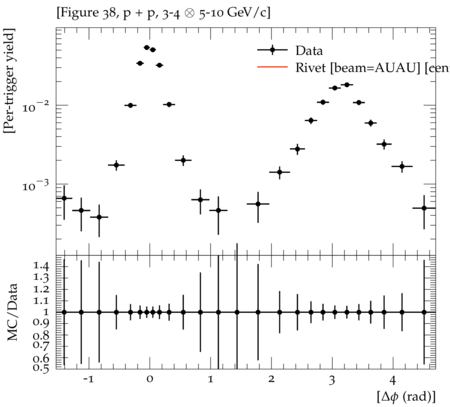 [Figure 38, p + p, 3-4 ⊗ 5-10 GeV/c]
[Per-trigger yield]
Data
Rivet [beam=AUAU] [cen
10⁻²
10⁻³
MC/Data
1.4
1.3
1.2
1.1
1
0.9
0.8
0.7
0.6
0.5
-1 0 1 2 3 4
[Δϕ (rad)]